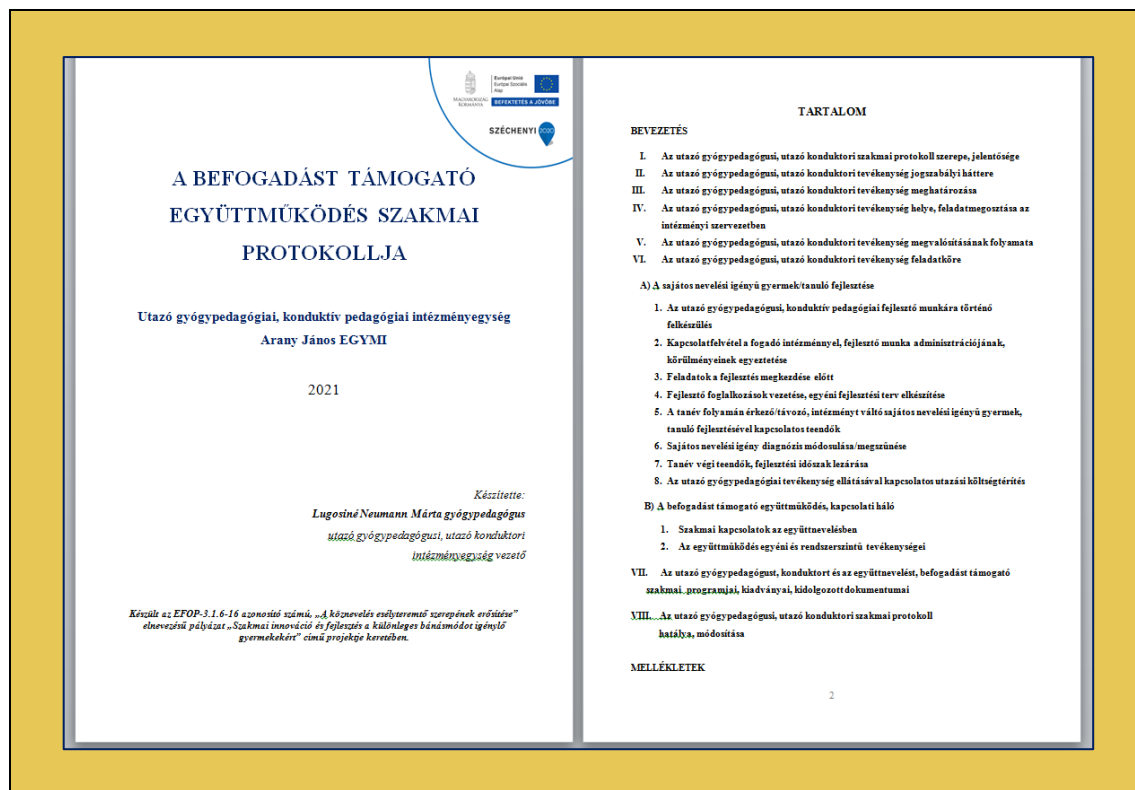 Európai Unió
Európai Szociális
Alap
MAGYARORSZÁG
KORMÁNYA
BEFEKTETÉS A JÖVŐBE
SZÉCHENYI 2020
A BEFOGADÁST TÁMOGATÓ
EGYÜTTMŰKÖDÉS SZAKMAI
PROTOKOLLJA
Utazó gyógypedagógiai, konduktív pedagógiai intézményegység
Arany János EGYMI
2021
Készítette:
Lugosiné Neumann Márta gyógypedagógus
utazó gyógypedagógusi, utazó konduktori
intézményegység vezető
Készült az EFOP-3.1.6-16 azonosító számú, „A köznevelés esélyteremtő szerepének erősítése”
elnevezésű pályázat „Szakmai innováció és fejlesztés a különleges bánásmódot igénylő
gyermekekért” című projektje keretében.
TARTALOM
BEVEZETÉS
I. Az utazó gyógypedagógusi, utazó konduktori szakmai protokoll szerepe, jelentősége
II. Az utazó gyógypedagógusi, utazó konduktori tevékenység jogszabályi háttere
III. Az utazó gyógypedagógusi, utazó konduktori tevékenység meghatározása
IV. Az utazó gyógypedagógusi, utazó konduktori tevékenység helye, feladatmegosztása az
intézményi szervezetben
V. Az utazó gyógypedagógusi, utazó konduktori tevékenység megvalósításának folyamata
VI. Az utazó gyógypedagógusi, utazó konduktori tevékenység feladatköre
A) A sajátos nevelési igényű gyermek/tanuló fejlesztése
1. Az utazó gyógypedagógusi, konduktív pedagógiai fejlesztő munkára történő
felkészülés
2. Kapcsolatfelvétel a fogadó intézménnyel, fejlesztő munka adminisztrációjának,
körülményeinek egyeztetése
3. Feladatok a fejlesztés megkezdése előtt
4. Fejlesztő foglalkozások vezetése, egyéni fejlesztési terv elkészítése
5. A tanév folyamán érkező/távozó, intézményt váltó sajátos nevelési igényű gyermek,
tanuló fejlesztésével kapcsolatos teendők
6. Sajátos nevelési igény diagnózis módosulása/megszűnése
7. Tanév végi teendők, fejlesztési időszak lezárása
8. Az utazó gyógypedagógiai tevékenység ellátásával kapcsolatos utazási költségtérítés
B) A befogadást támogató együttműködés, kapcsolati háló
1. Szakmai kapcsolatok az együttnevelésben
2. Az együttműködés egyéni és rendszerszintű tevékenységei
VII. Az utazó gyógypedagógust, konduktort és az együttnevelést, befogadást támogató
szakmai programjai, kiadványai, kidolgozott dokumentumai
VIII. Az utazó gyógypedagógusi, utazó konduktori szakmai protokoll
hatálya, módosítása
MELLÉKLETEK
2